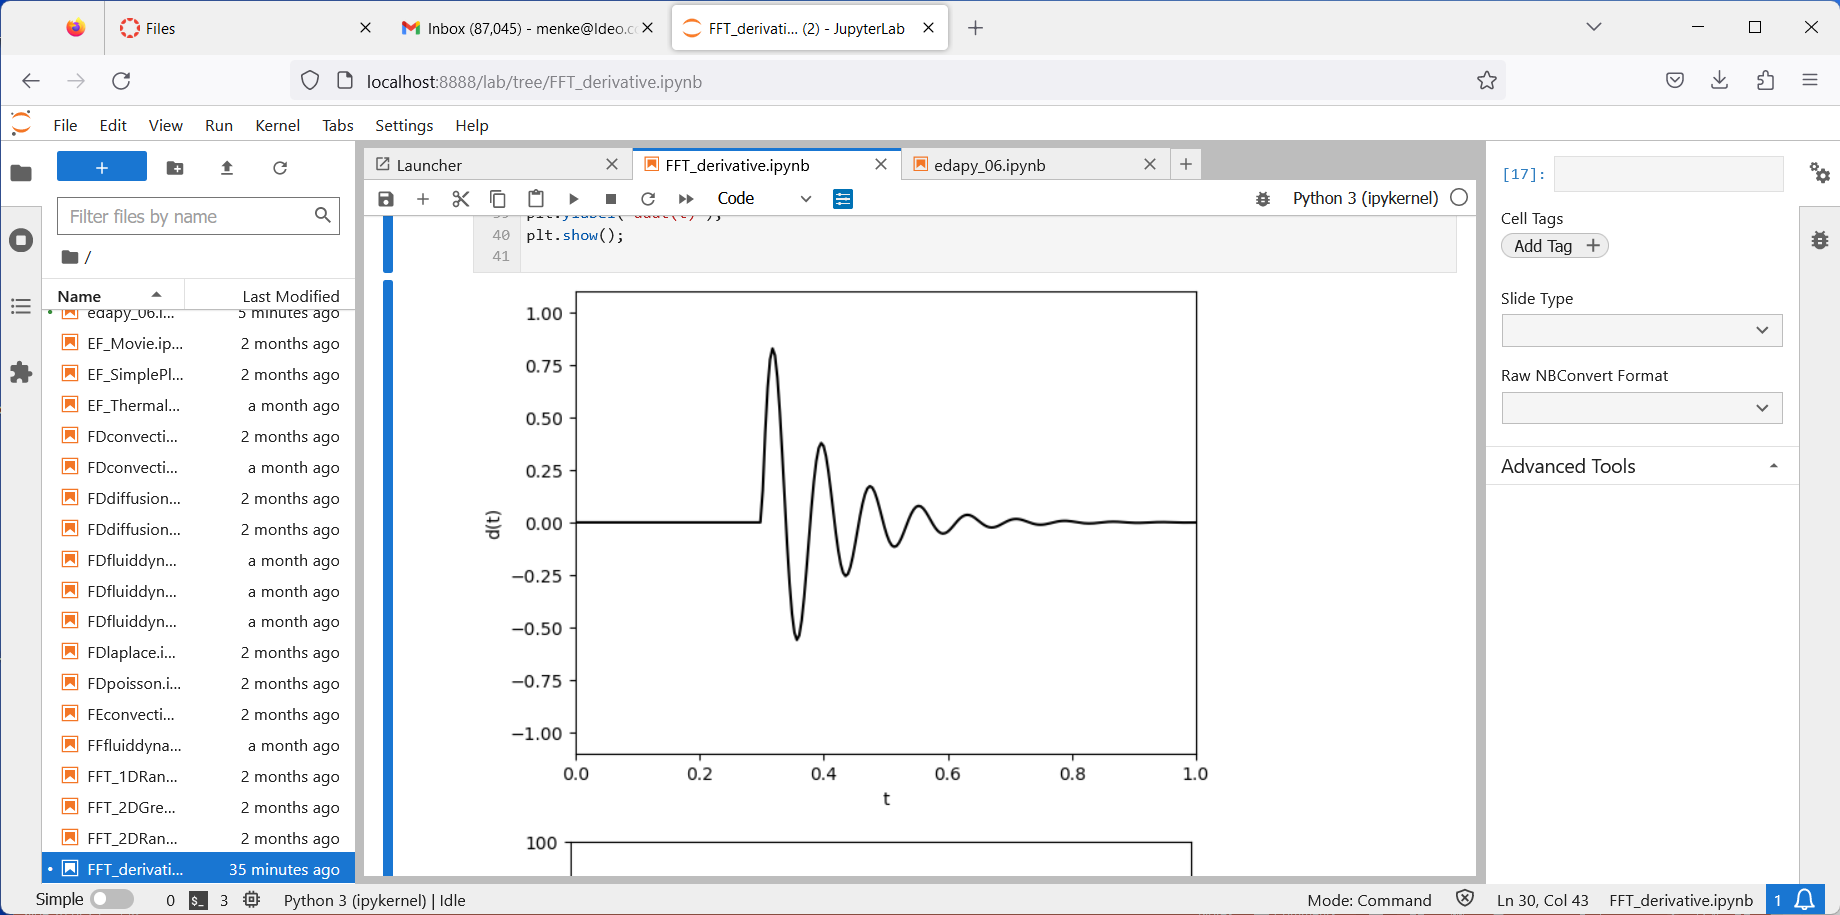 Files
Inbox (87,045) - menke@ldeo.c
FFT_derivati... (2) - JupyterLab
localhost:8888/lab/tree/FFT_derivative.ipynb
File Edit View Run Kernel Tabs Settings Help
Filter files by name
/
Name Last Modified
edapy_06.i... 5 minutes ago
EF_Movie.ip... 2 months ago
EF_SimplePl... 2 months ago
EF_Thermal... a month ago
FDconvecti... 2 months ago
FDconvecti... a month ago
FDdiffusion... 2 months ago
FDdiffusion... 2 months ago
FDfluiddyn... a month ago
FDfluiddyn... a month ago
FDfluiddyn... a month ago
FDlaplace.i... 2 months ago
FDpoisson.i... 2 months ago
FEconvecti... 2 months ago
FFfluiddyna... a month ago
FFT_1DRan... 2 months ago
FFT_2DGre... 2 months ago
FFT_2DRan... 2 months ago
FFT_derivati... 35 minutes ago
Launcher
FFT_derivative.ipynb
edapy_06.ipynb
Code
Python 3 (ipykernel)
40 plt.show();
41
1.00
0.75
0.50
0.25
0.00
−0.25
−0.50
−0.75
−1.00
d(t)
0.0 0.2 0.4 0.6 0.8 1.0
t
100
[17]:
Cell Tags
Add Tag +
Slide Type
Raw NBConvert Format
Advanced Tools
Simple 0 $_ 3 Python 3 (ipykernel) | Idle
Mode: Command Ln 30, Col 43 FFT_derivative.ipynb 1